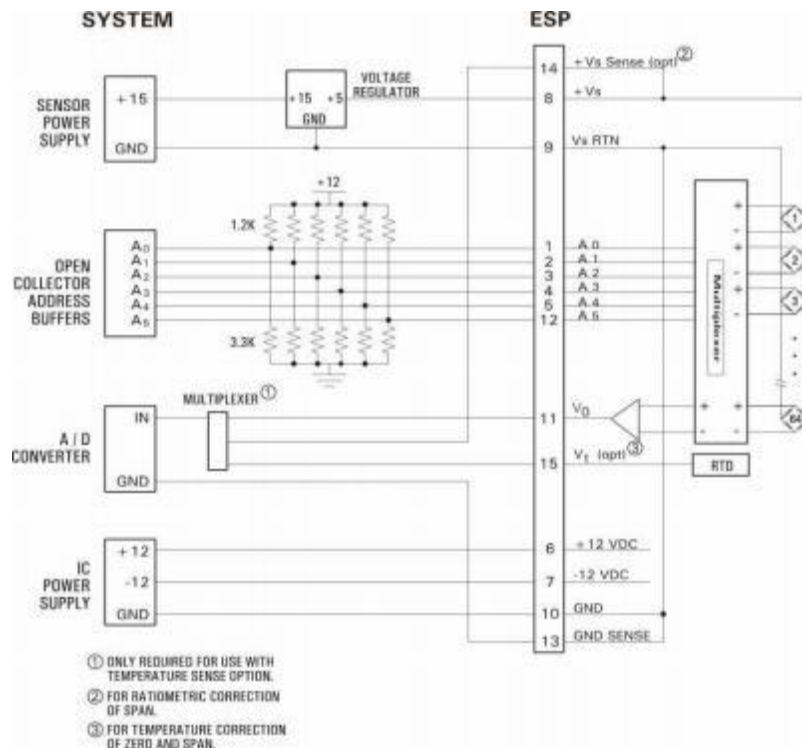 SYSTEM
ESP
SENSOR
POWER
SUPPLY
+15
GND
+15 +5
GND
VOLTAGE
REGULATOR
14 +Vs Sense (opt) ②
8 +Vs
9 Vs RTN
+12
1.2K
3.3K
OPEN
COLLECTOR
ADDRESS
BUFFERS
A0
A1
A2
A3
A4
A5
1 A 0
2 A 1
3 A 2
4 A 3
5 A 4
12 A 5
Multiplexer
+
-
+
-
+
-
+ +
- -
1
2
3
64
MULTIPLEXER ①
A / D
CONVERTER
IN
GND
11 V0
15 Vt (opt) ③
RTD
IC
POWER
SUPPLY
+12
-12
GND
6 +12 VDC
7 -12 VDC
10 GND
13 GND SENSE
① ONLY REQUIRED FOR USE WITH
TEMPERATURE SENSE OPTION.
② FOR RATIOMETRIC CORRECTION
OF SPAN.
③ FOR TEMPERATURE CORRECTION
OF ZERO AND SPAN.